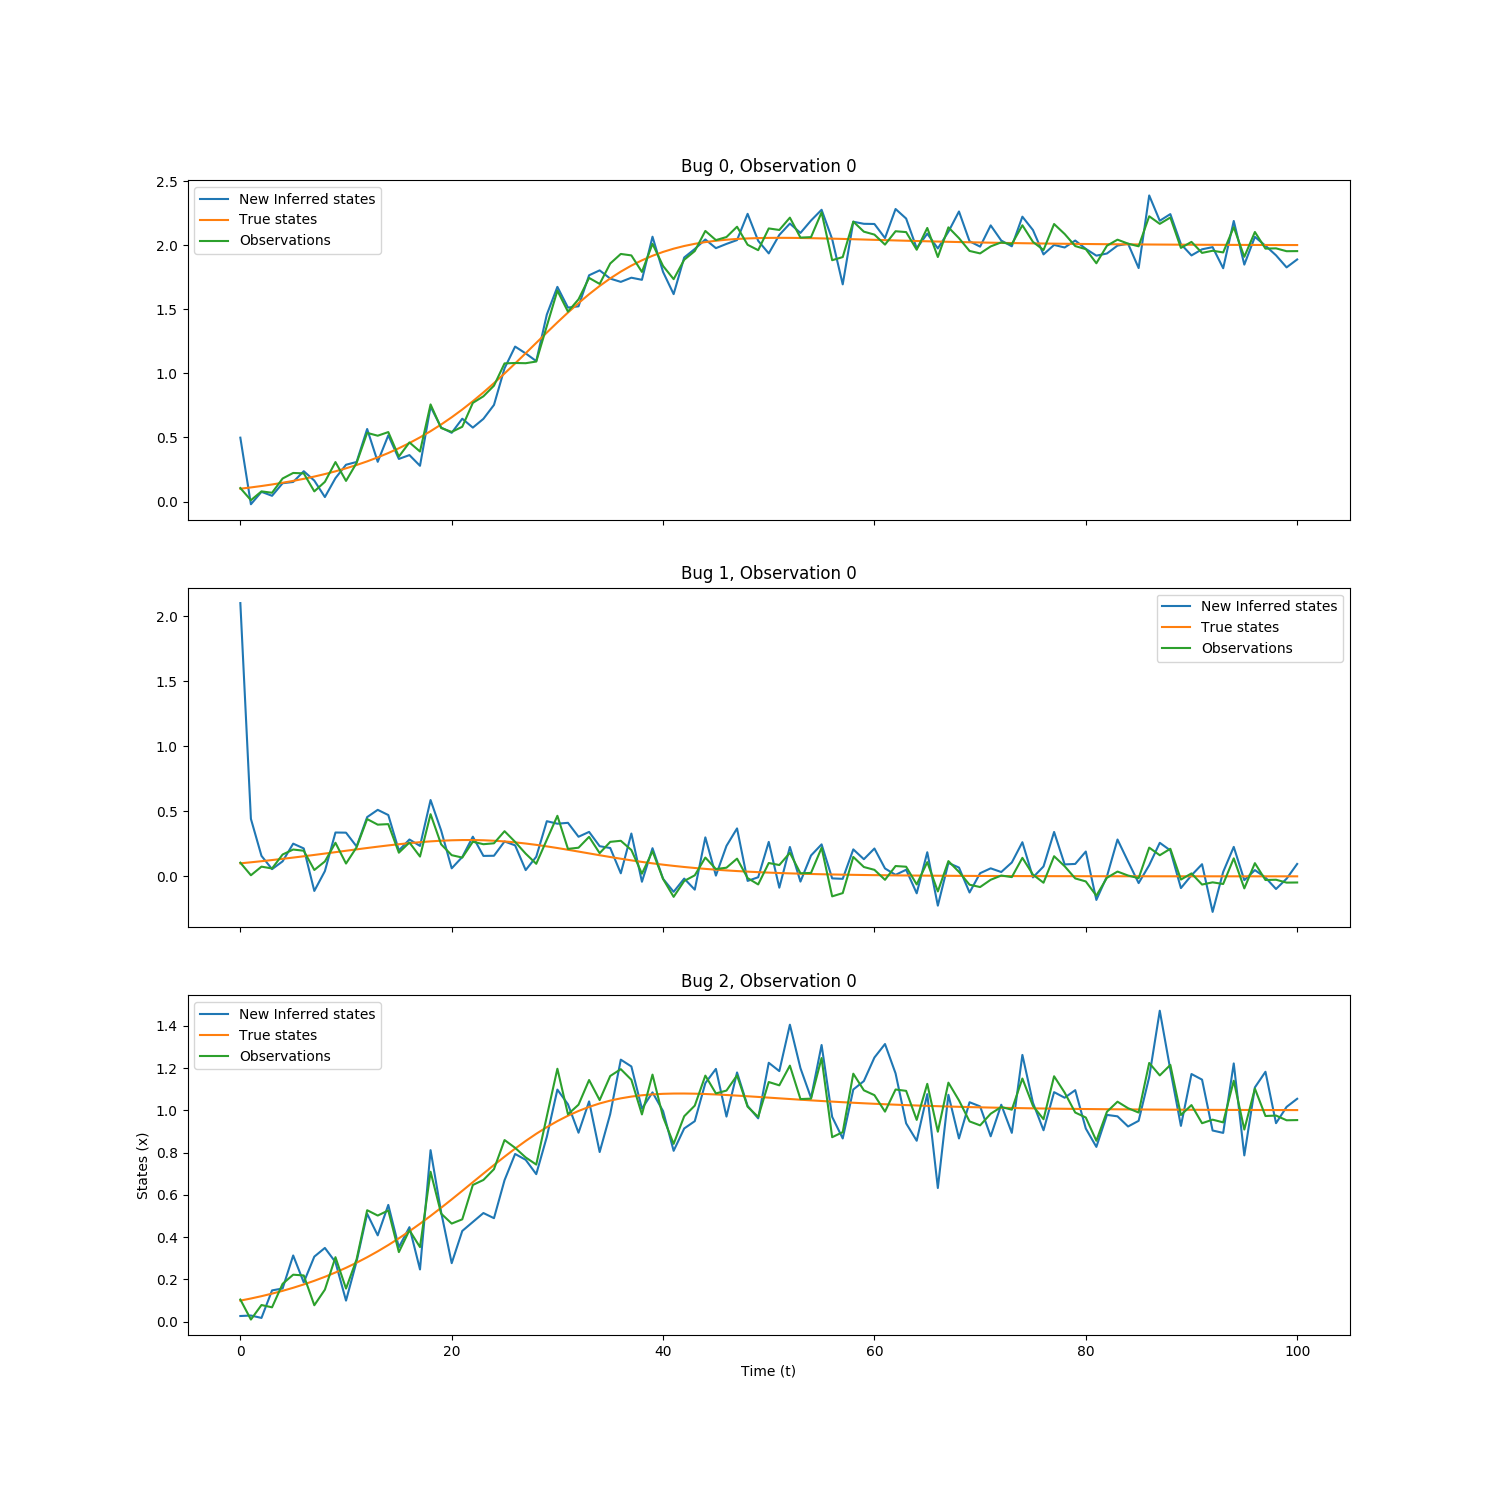 Bug 0, Observation 0
2.5
2.0
1.5
1.0
0.5
0.0
New Inferred states
True states
Observations
Bug 1, Observation 0
2.0
1.5
1.0
0.5
0.0
New Inferred states
True states
Observations
Bug 2, Observation 0
1.4
1.2
1.0
0.8
0.6
0.4
0.2
0.0
New Inferred states
True states
Observations
States (x)
0 20 40 60 80 100
Time (t)